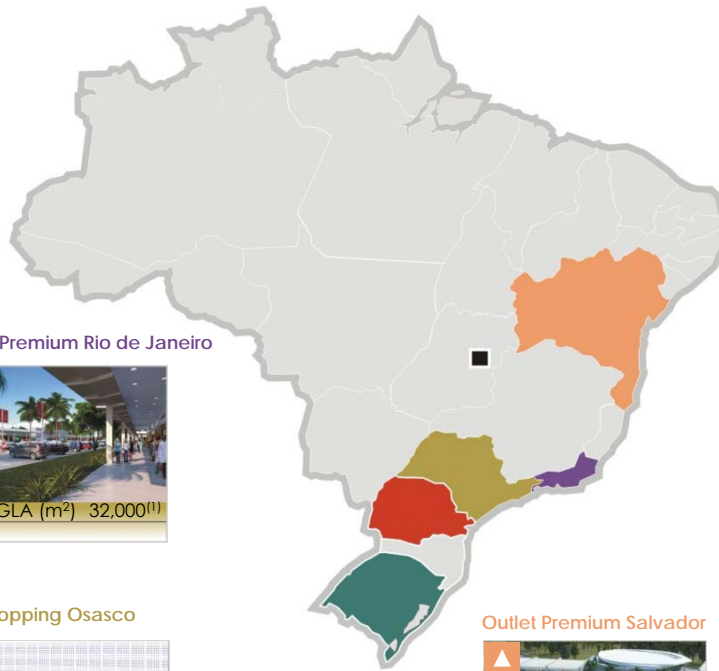 Premium Rio de Janeiro
GLA (m²) 32,000⁽¹⁾
opping Osasco
Outlet Premium Salvador